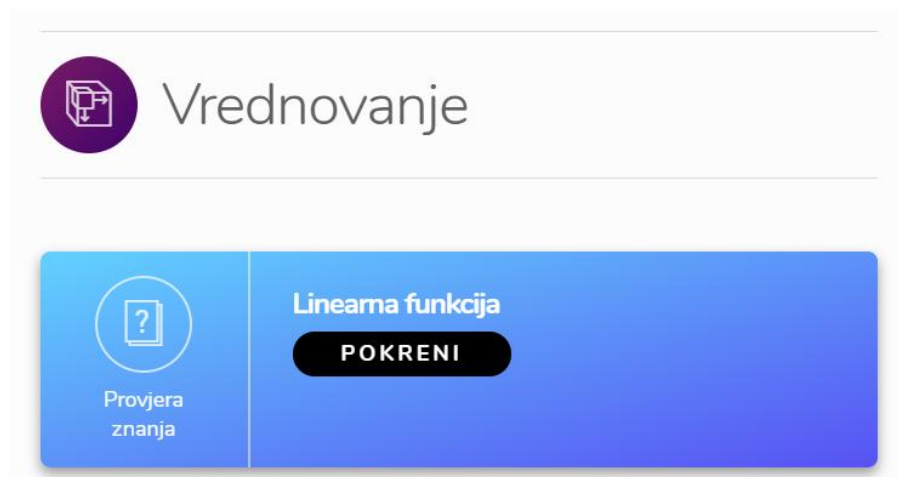 Vrednovanje
Linearna funkcija
POKRENI
?
Provjera
znanja